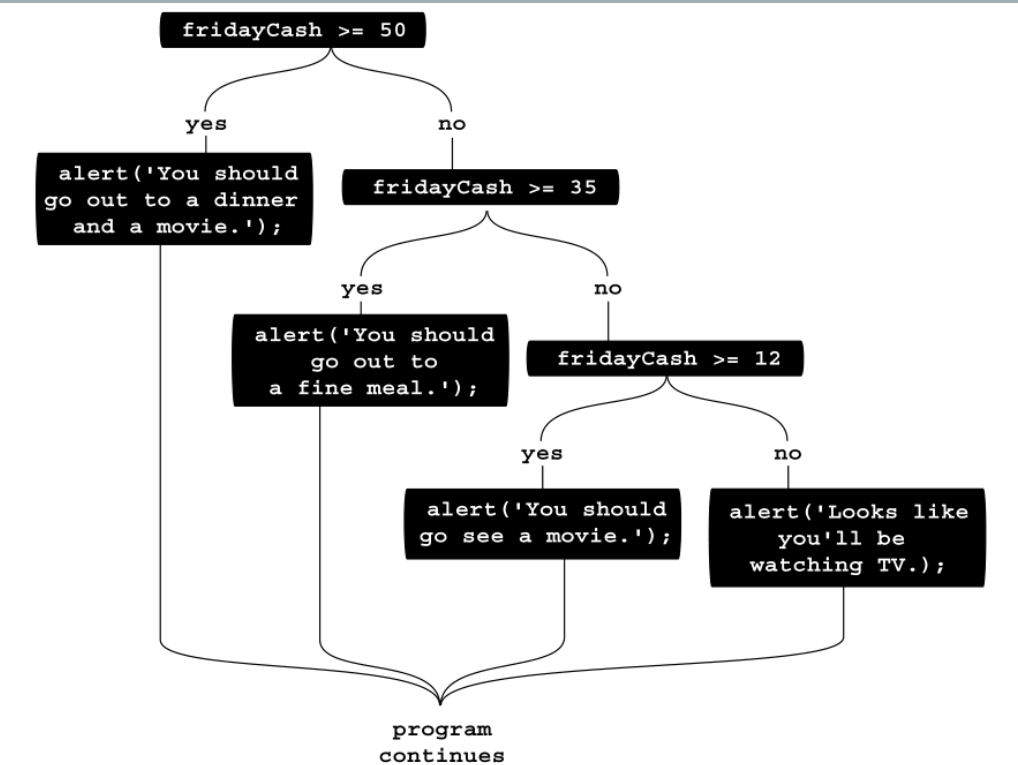 fridayCash >= 50
yes
no
alert('You should
go out to a dinner
and a movie.');
fridayCash >= 35
yes
no
alert('You should
go out to
a fine meal.');
fridayCash >= 12
yes
no
alert('You should
go see a movie.');
alert('Looks like
you'll be
watching TV.);
program
continues